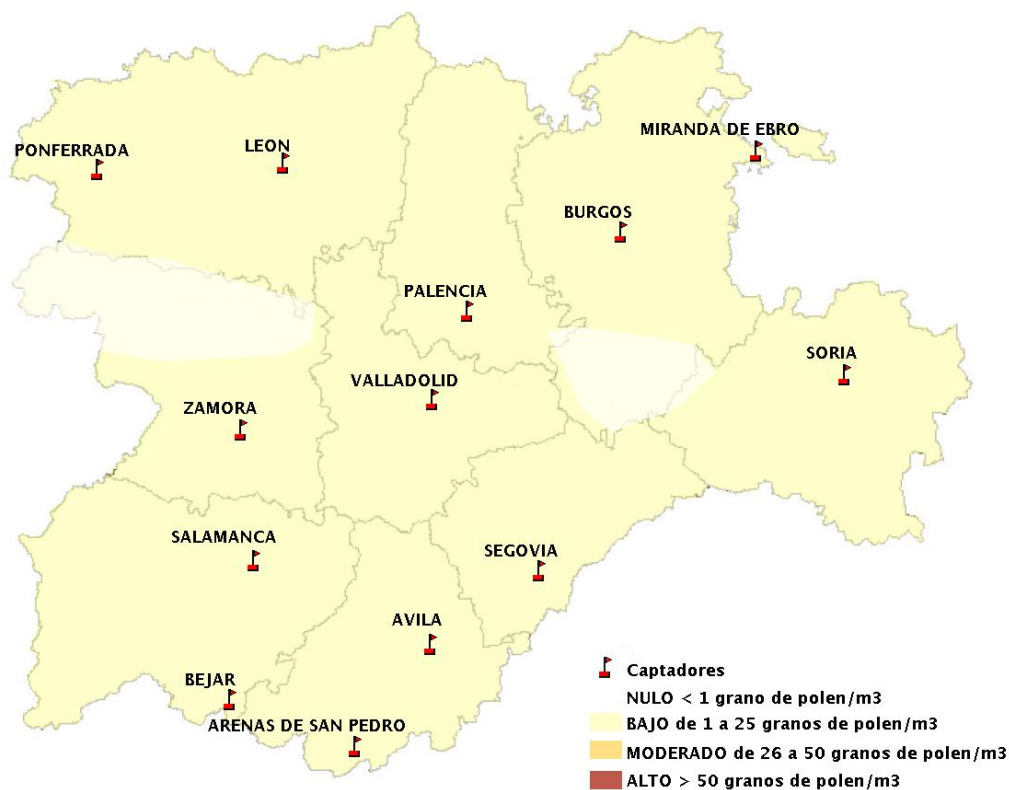 MIRANDA DE EBRO
PONFERRADA
LEON
BURGOS
PALENCIA
SORIA
VALLADOLID
ZAMORA
SALAMANCA
SEGOVIA
AVILA
BEJAR
ARENAS DE SAN PEDRO
Captadores
NULO < 1 grano de polen/m3
BAJO de 1 a 25 granos de polen/m3
MODERADO de 26 a 50 granos de polen/m3
ALTO > 50 granos de polen/m3